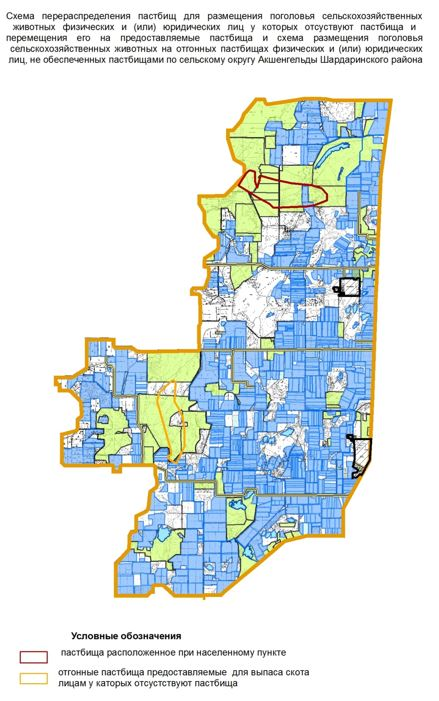 Схема перераспределения пастбищ для размещения поголовья сельскохозяйственных
животных физических и (или) юридических лиц у которых отсуствуют пастбища и
перемещения его на предоставляемые пастбища и схема размещения поголовья
сельскохозяйственных животных на отгонных пастбищах физических и (или) юридических
лиц, не обеспеченных пастбищами по сельскому округу Акшенгельды Шардаринского района
Условные обозначения
пастбища расположенное при населенному пункте
отгонные пастбища предоставляемые для выпаса скота
лицам у которых отсустствуют пастбища